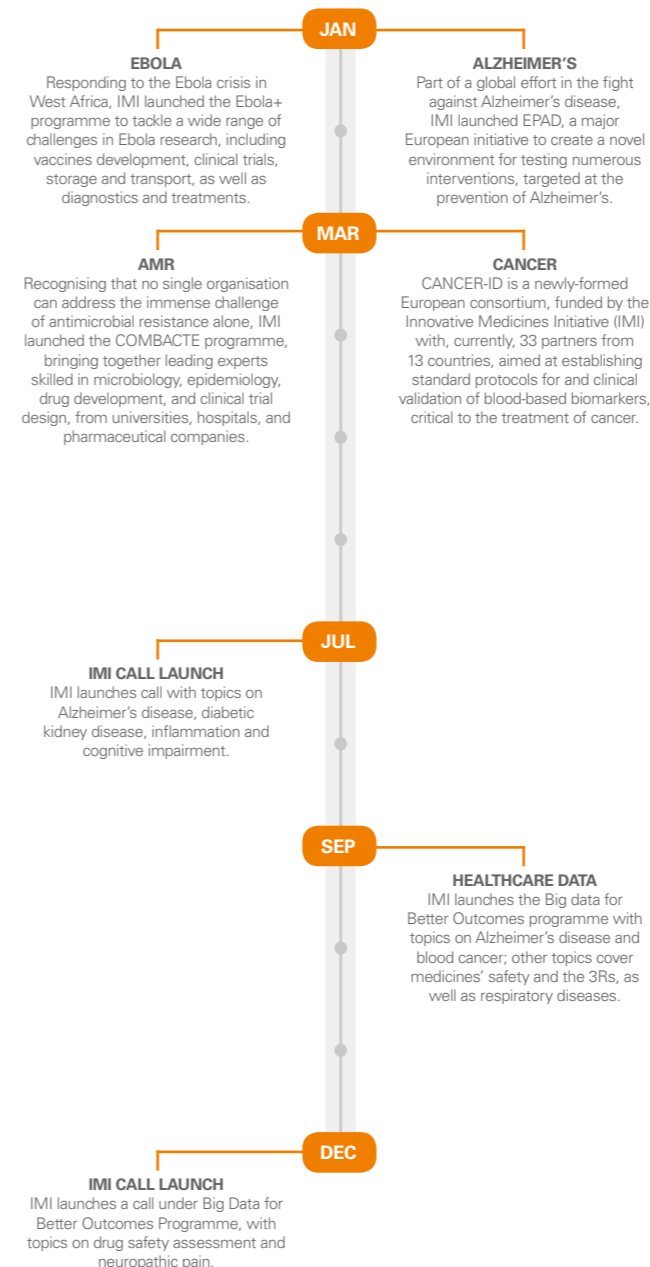 JAN
EBOLA
Responding to the Ebola crisis in
West Africa, IMI launched the Ebola+
programme to tackle a wide range of
challenges in Ebola research, including
vaccines development, clinical trials,
storage and transport, as well as
diagnostics and treatments.
ALZHEIMER'S
Part of a global effort in the fight
against Alzheimer's disease,
IMI launched EPAD, a major
European initiative to create a novel
environment for testing numerous
interventions, targeted at the
prevention of Alzheimer's.
MAR
AMR
Recognising that no single organisation
can address the immense challenge
of antimicrobial resistance alone, IMI
launched the COMBACTE programme,
bringing together leading experts
skilled in microbiology, epidemiology,
drug development, and clinical trial
design, from universities, hospitals, and
pharmaceutical companies.
CANCER
CANCER-ID is a newly-formed
European consortium, funded by the
Innovative Medicines Initiative (IMI)
with, currently, 33 partners from
13 countries, aimed at establishing
standard protocols for and clinical
validation of blood-based biomarkers,
critical to the treatment of cancer.
JUL
IMI CALL LAUNCH
IMI launches call with topics on
Alzheimer's disease, diabetic
kidney disease, inflammation and
cognitive impairment.
SEP
HEALTHCARE DATA
IMI launches the Big data for
Better Outcomes programme with
topics on Alzheimer's disease and
blood cancer; other topics cover
medicines' safety and the 3Rs, as
well as respiratory diseases.
DEC
IMI CALL LAUNCH
IMI launches a call under Big Data for
Better Outcomes Programme, with
topics on drug safety assessment and
neuropathic pain.